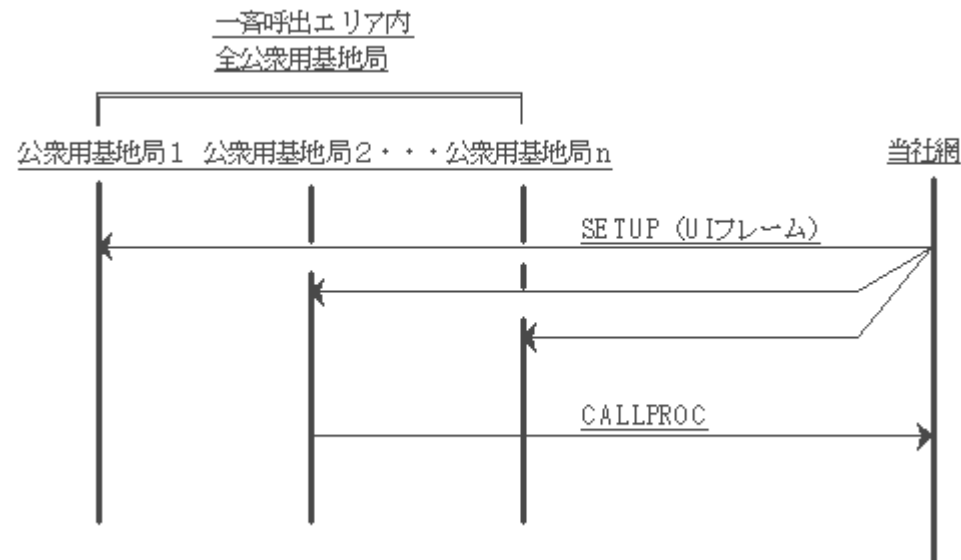 一斉呼出エリア内
全公衆用基地局
公衆用基地局1 公衆用基地局2・・・公衆用基地局n
当社網
SETUP (UIフレーム)
CALLPROC